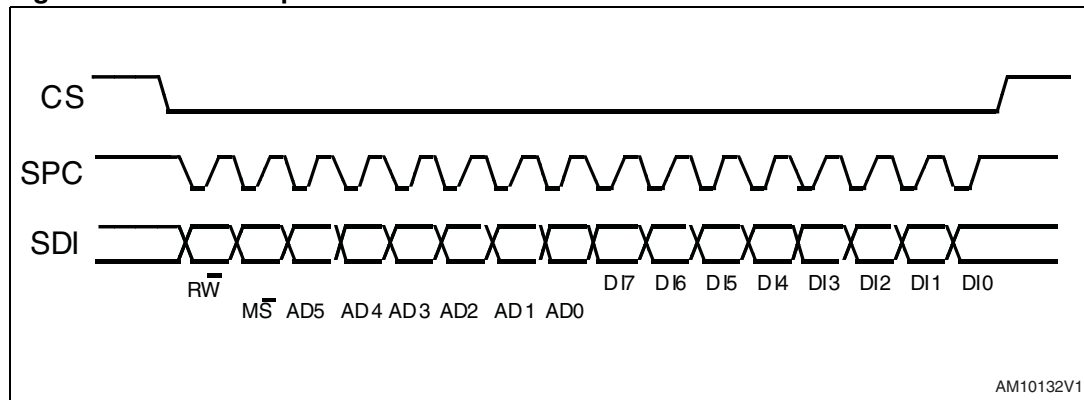 CS
SPC
SDI
RW̅
DI7 DI6 DI5 DI4 DI3 DI2 DI1 DI0
MS̅ AD5 AD4 AD3 AD2 AD1 AD0
AM10132V1